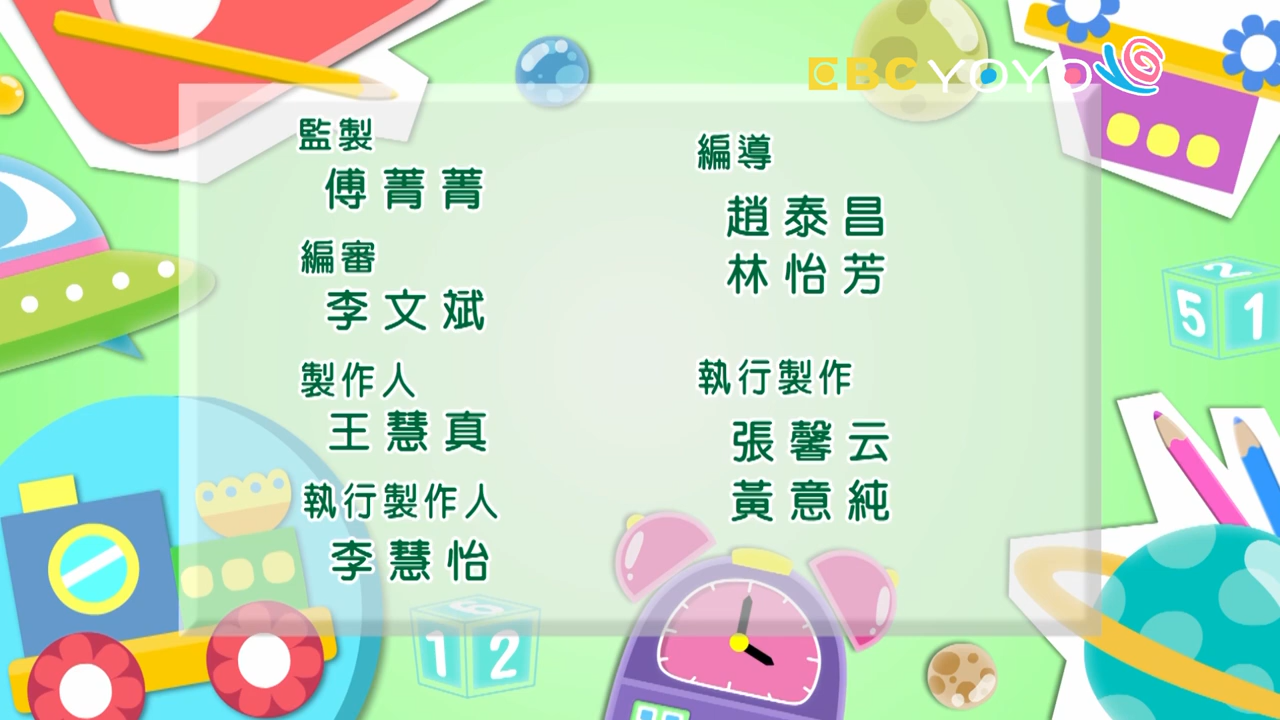 EBC YOYO
監製
傅菁菁
編審
李文斌
製作人
王慧真
執行製作人
李慧怡
編導
趙泰昌
林怡芳
執行製作
張馨云
黃意純
2
5 1
6
1 2